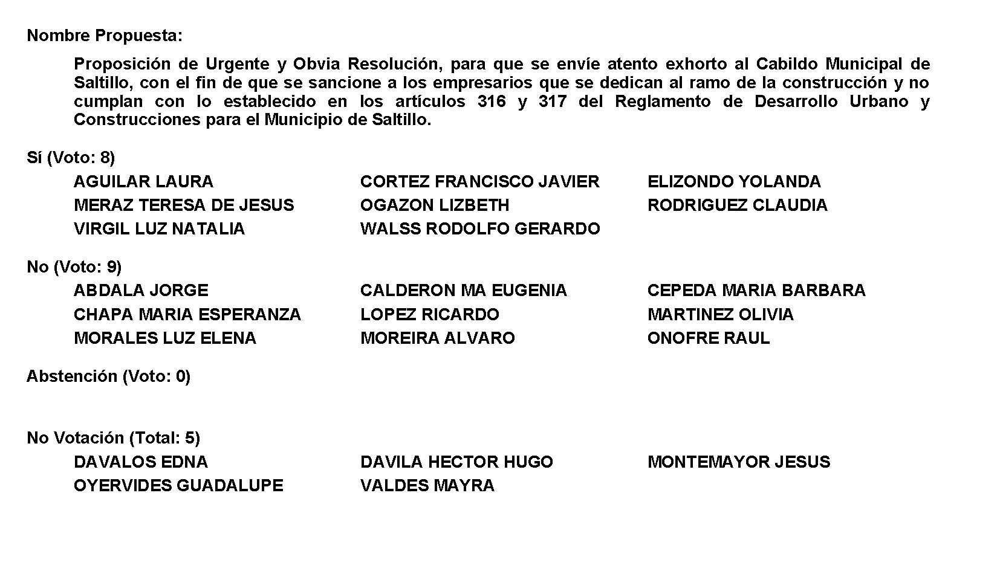 Nombre Propuesta:
Proposición de Urgente y Obvia Resolución, para que se envíe atento exhorto al Cabildo Municipal de
Saltillo, con el fin de que se sancione a los empresarios que se dedican al ramo de la construcción y no
cumplan con lo establecido en los artículos 316 y 317 del Reglamento de Desarrollo Urbano y
Construcciones para el Municipio de Saltillo.
Sí (Voto: 8)
AGUILAR LAURA CORTEZ FRANCISCO JAVIER ELIZONDO YOLANDA
MERAZ TERESA DE JESUS OGAZON LIZBETH RODRIGUEZ CLAUDIA
VIRGIL LUZ NATALIA WALSS RODOLFO GERARDO
No (Voto: 9)
ABDALA JORGE CALDERON MA EUGENIA CEPEDA MARIA BARBARA
CHAPA MARIA ESPERANZA LOPEZ RICARDO MARTINEZ OLIVIA
MORALES LUZ ELENA MOREIRA ALVARO ONOFRE RAUL
Abstención (Voto: 0)
No Votación (Total: 5)
DAVALOS EDNA DAVILA HECTOR HUGO MONTEMAYOR JESUS
OYERVIDES GUADALUPE VALDES MAYRA